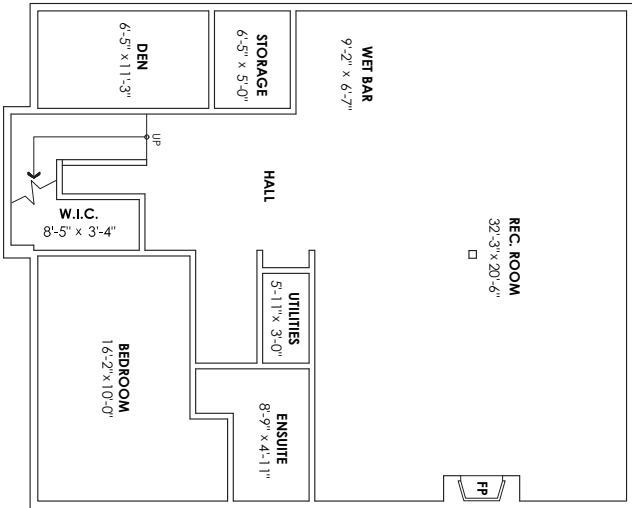 DEN
6'-5" x 11'-3"
STORAGE
6'-5" x 5'-0"
WET BAR
9'-2" x 6'-7"
UP
HALL
W.I.C.
8'-5" x 3'-4"
REC. ROOM
32'-3" x 20'-6"
UTILITIES
5'-11" x 3'-0"
BEDROOM
16'-2" x 10'-0"
ENSUITE
8'-9" x 4'-11"
FP